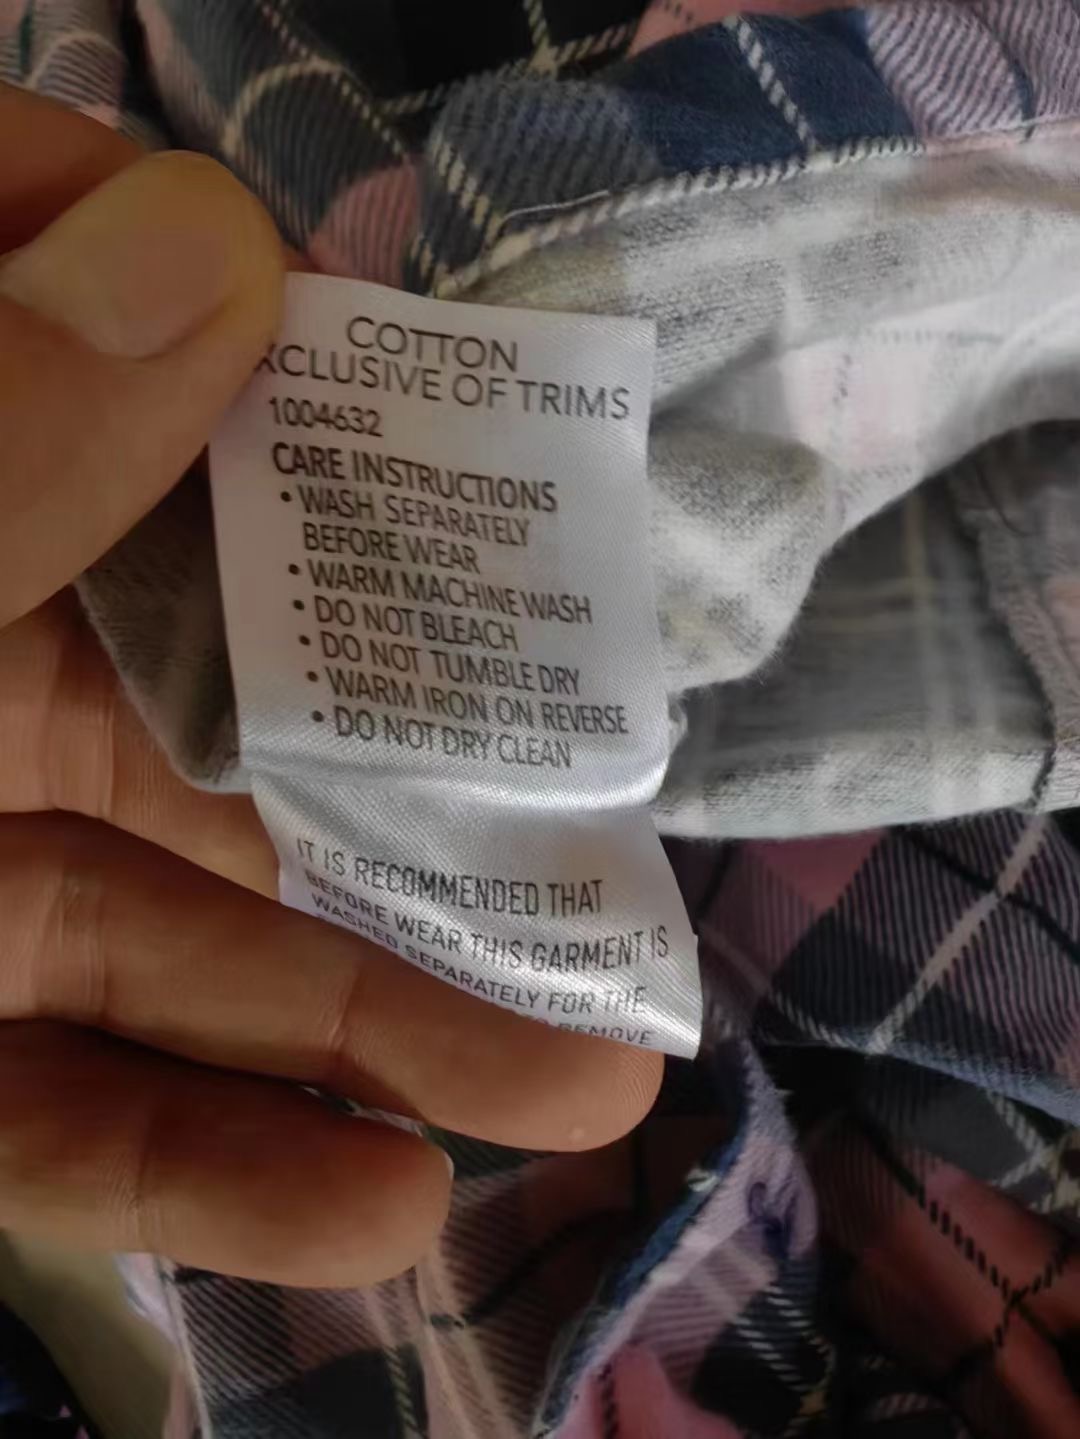 COTTON
XCLUSIVE OF TRIMS
1004632
CARE INSTRUCTIONS
• WASH SEPARATELY
BEFORE WEAR
• WARM MACHINE WASH
• DO NOT BLEACH
• DO NOT TUMBLE DRY
• WARM IRON ON REVERSE
• DO NOT DRY CLEAN
IT IS RECOMMENDED THAT
BEFORE WEAR THIS GARMENT IS
WASHED SEPARATELY FOR THE
REMOVE